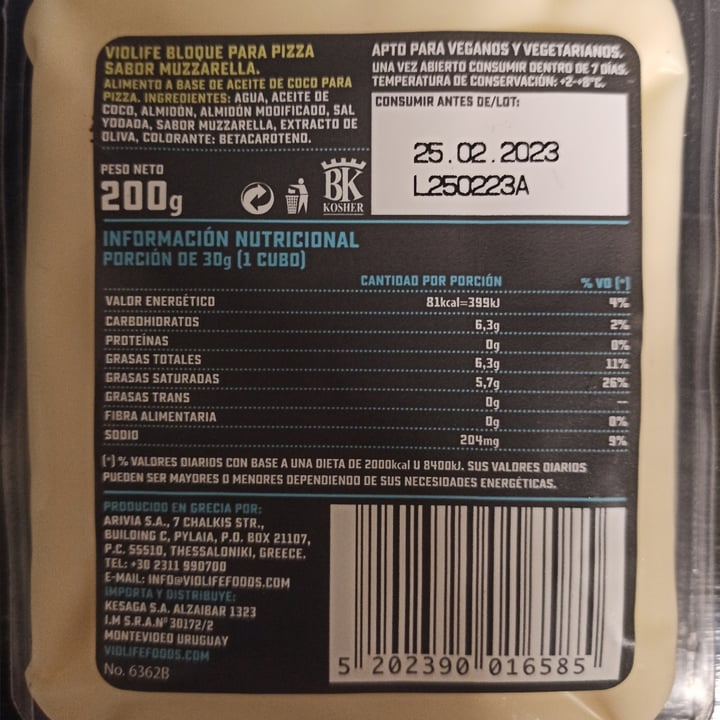 VIOLIFE BLOQUE PARA PIZZA
SABOR MUZZARELLA.
ALIMENTO A BASE DE ACEITE DE COCO PARA
PIZZA. INGREDIENTES: AGUA, ACEITE DE
COCO, ALMIDÓN, ALMIDÓN MODIFICADO, SAL
YODADA, SABOR MUZZARELLA, EXTRACTO DE
OLIVA, COLORANTE: BETACAROTENO.
APTO PARA VEGANOS Y VEGETARIANOS.
UNA VEZ ABIERTO CONSUMIR DENTRO DE 7 DÍAS.
TEMPERATURA DE CONSERVACIÓN: +2-+8°C.
CONSUMIR ANTES DE/LOT:
25.02.2023
L250223A
PESO NETO
200g
BK
KOSHER
INFORMACIÓN NUTRICIONAL
PORCIÓN DE 30g (1 CUBO)
CANTIDAD POR PORCIÓN % VD (*)
VALOR ENERGÉTICO 81kcal=399kJ 4%
CARBOHIDRATOS 6,3g 2%
PROTEÍNAS 0g 0%
GRASAS TOTALES 6,3g 11%
GRASAS SATURADAS 5,7g 26%
GRASAS TRANS 0g —
FIBRA ALIMENTARIA 0g 0%
SODIO 204mg 9%
(*) % VALORES DIARIOS CON BASE A UNA DIETA DE 2000kcal U 8400kJ. SUS VALORES DIARIOS
PUEDEN SER MAYORES O MENORES DEPENDIENDO DE SUS NECESIDADES ENERGÉTICAS.
PRODUCIDO EN GRECIA POR:
ARIVIA S.A., 7 CHALKIS STR.,
BUILDING C, PYLAIA, P.O. BOX 21107,
P.C. 55510, THESSALONIKI, GREECE.
TEL: +30 2311 990700
E-MAIL: INFO@VIOLIFEFOODS.COM
IMPORTA Y DISTRIBUYE:
KESAGA S.A. ALZAIBAR 1323
I.M S.R.A.Nº 30172/2
MONTEVIDEO URUGUAY
VIOLIFEFOODS.COM
No. 6362B
5 202390 016585